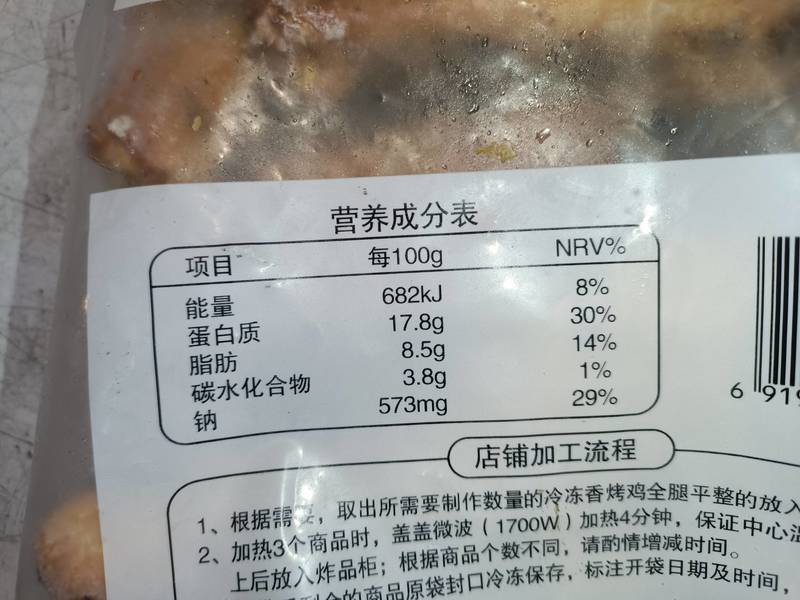 营养成分表
项目 每100g NRV%
能量 682kJ 8%
蛋白质 17.8g 30%
脂肪 8.5g 14%
碳水化合物 3.8g 1%
钠 573mg 29%
6 919
店铺加工流程
1、根据需要，取出所需要制作数量的冷冻香烤鸡全腿平整的放入
2、加热3个商品时，盖盖微波（1700W）加热4分钟，保证中心温
上后放入炸品柜；根据商品个数不同，请酌情增减时间。
的商品原袋封口冷冻保存，标注开袋日期及时间，